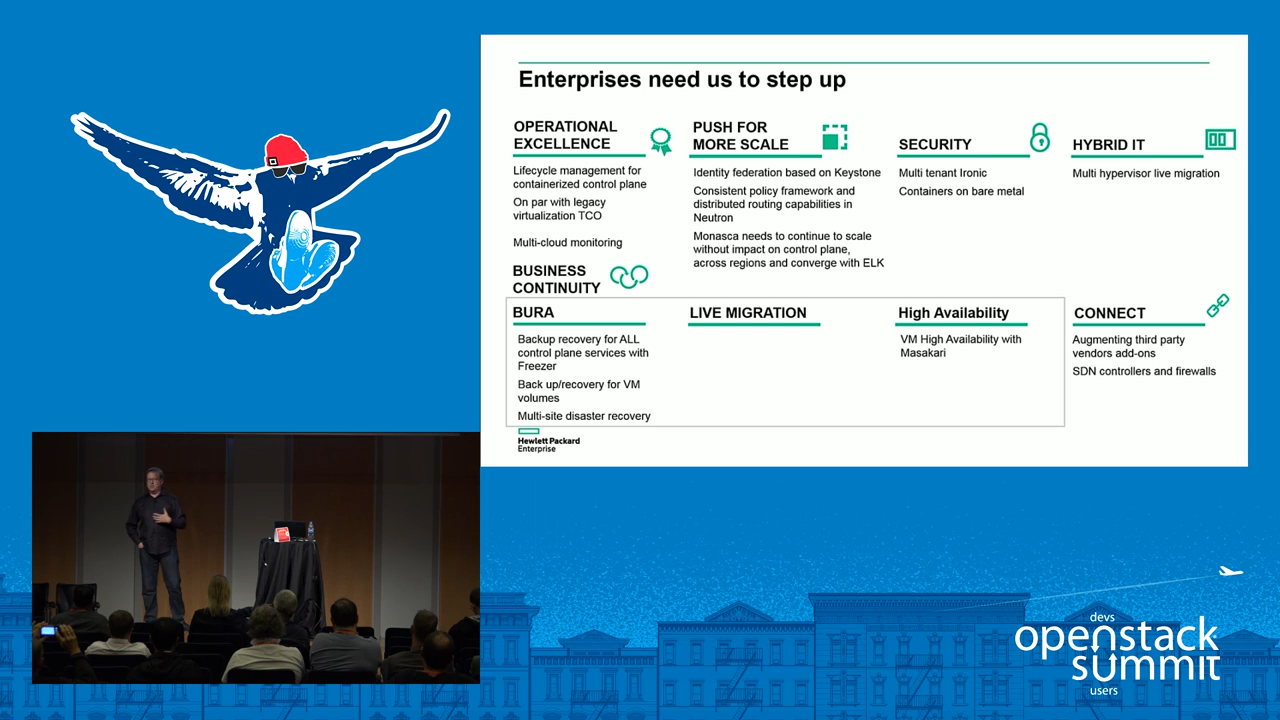 Enterprises need us to step up
OPERATIONAL
EXCELLENCE
Lifecycle management for
containerized control plane
On par with legacy
virtualization TCO
Multi-cloud monitoring
PUSH FOR
MORE SCALE
Identity federation based on Keystone
Consistent policy framework and
distributed routing capabilities in
Neutron
Monasca needs to continue to scale
without impact on control plane,
across regions and converge with ELK
SECURITY
Multi tenant Ironic
Containers on bare metal
HYBRID IT
Multi hypervisor live migration
BUSINESS
CONTINUITY
BURA
Backup recovery for ALL
control plane services with
Freezer
Back up/recovery for VM
volumes
Multi-site disaster recovery
LIVE MIGRATION
High Availability
VM High Availability with
Masakari
CONNECT
Augmenting third party
vendors add-ons
SDN controllers and firewalls
Hewlett Packard
Enterprise
devs
openstack
summit
users